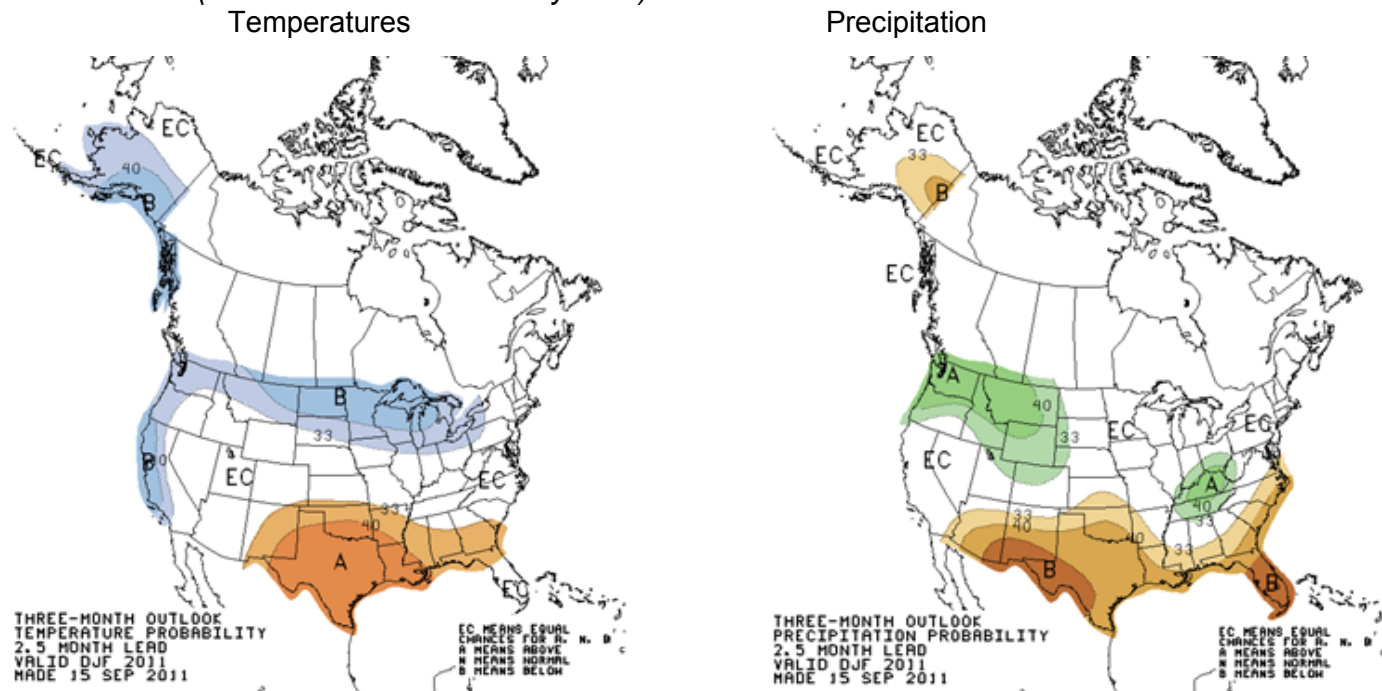 Temperatures
Precipitation
EC
EC
40
B
B
33
B
EC
EC
33
40
A
EC
THREE-MONTH OUTLOOK
TEMPERATURE PROBABILITY
2.5 MONTH LEAD
VALID DJF 2011
MADE 15 SEP 2011
EC MEANS EQUAL
CHANCES FOR A, N, B
A MEANS ABOVE
N MEANS NORMAL
B MEANS BELOW
EC
EC
33
B
EC
A
40
33
EC
EC
EC
A
40
33
40
40
33
B
B
THREE-MONTH OUTLOOK
PRECIPITATION PROBABILITY
2.5 MONTH LEAD
VALID DJF 2011
MADE 15 SEP 2011
EC MEANS EQUAL
CHANCES FOR A, N, B
A MEANS ABOVE
N MEANS NORMAL
B MEANS BELOW